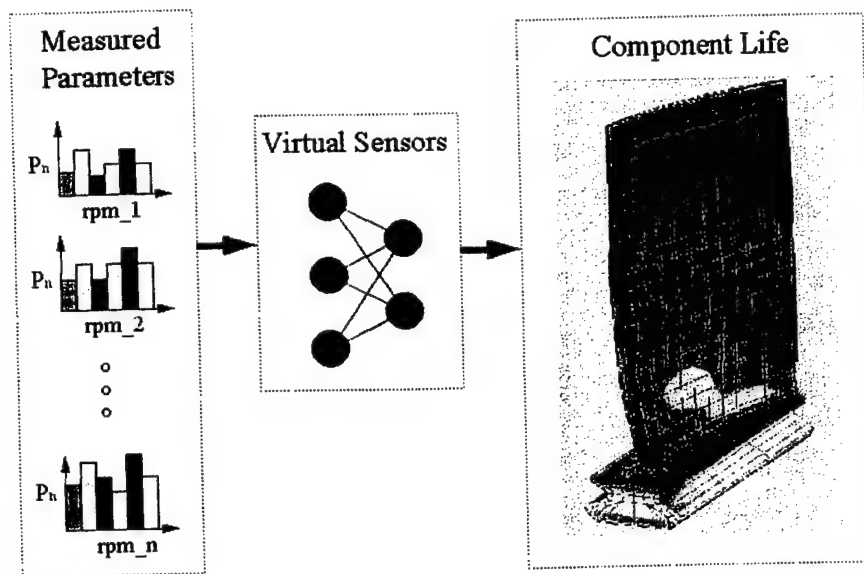 Measured
Parameters
Pn
rpm_1
Pn
rpm_2
Pn
rpm_n
Virtual Sensors
Component Life